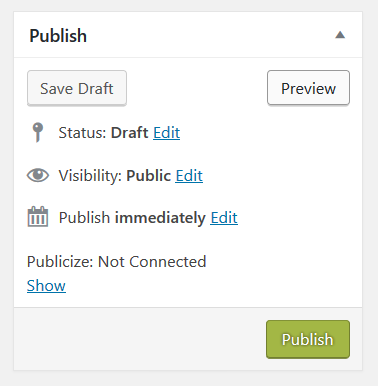 Publish
Save Draft Preview
Status: Draft Edit
Visibility: Public Edit
Publish immediately Edit
Publicize: Not Connected
Show
Publish